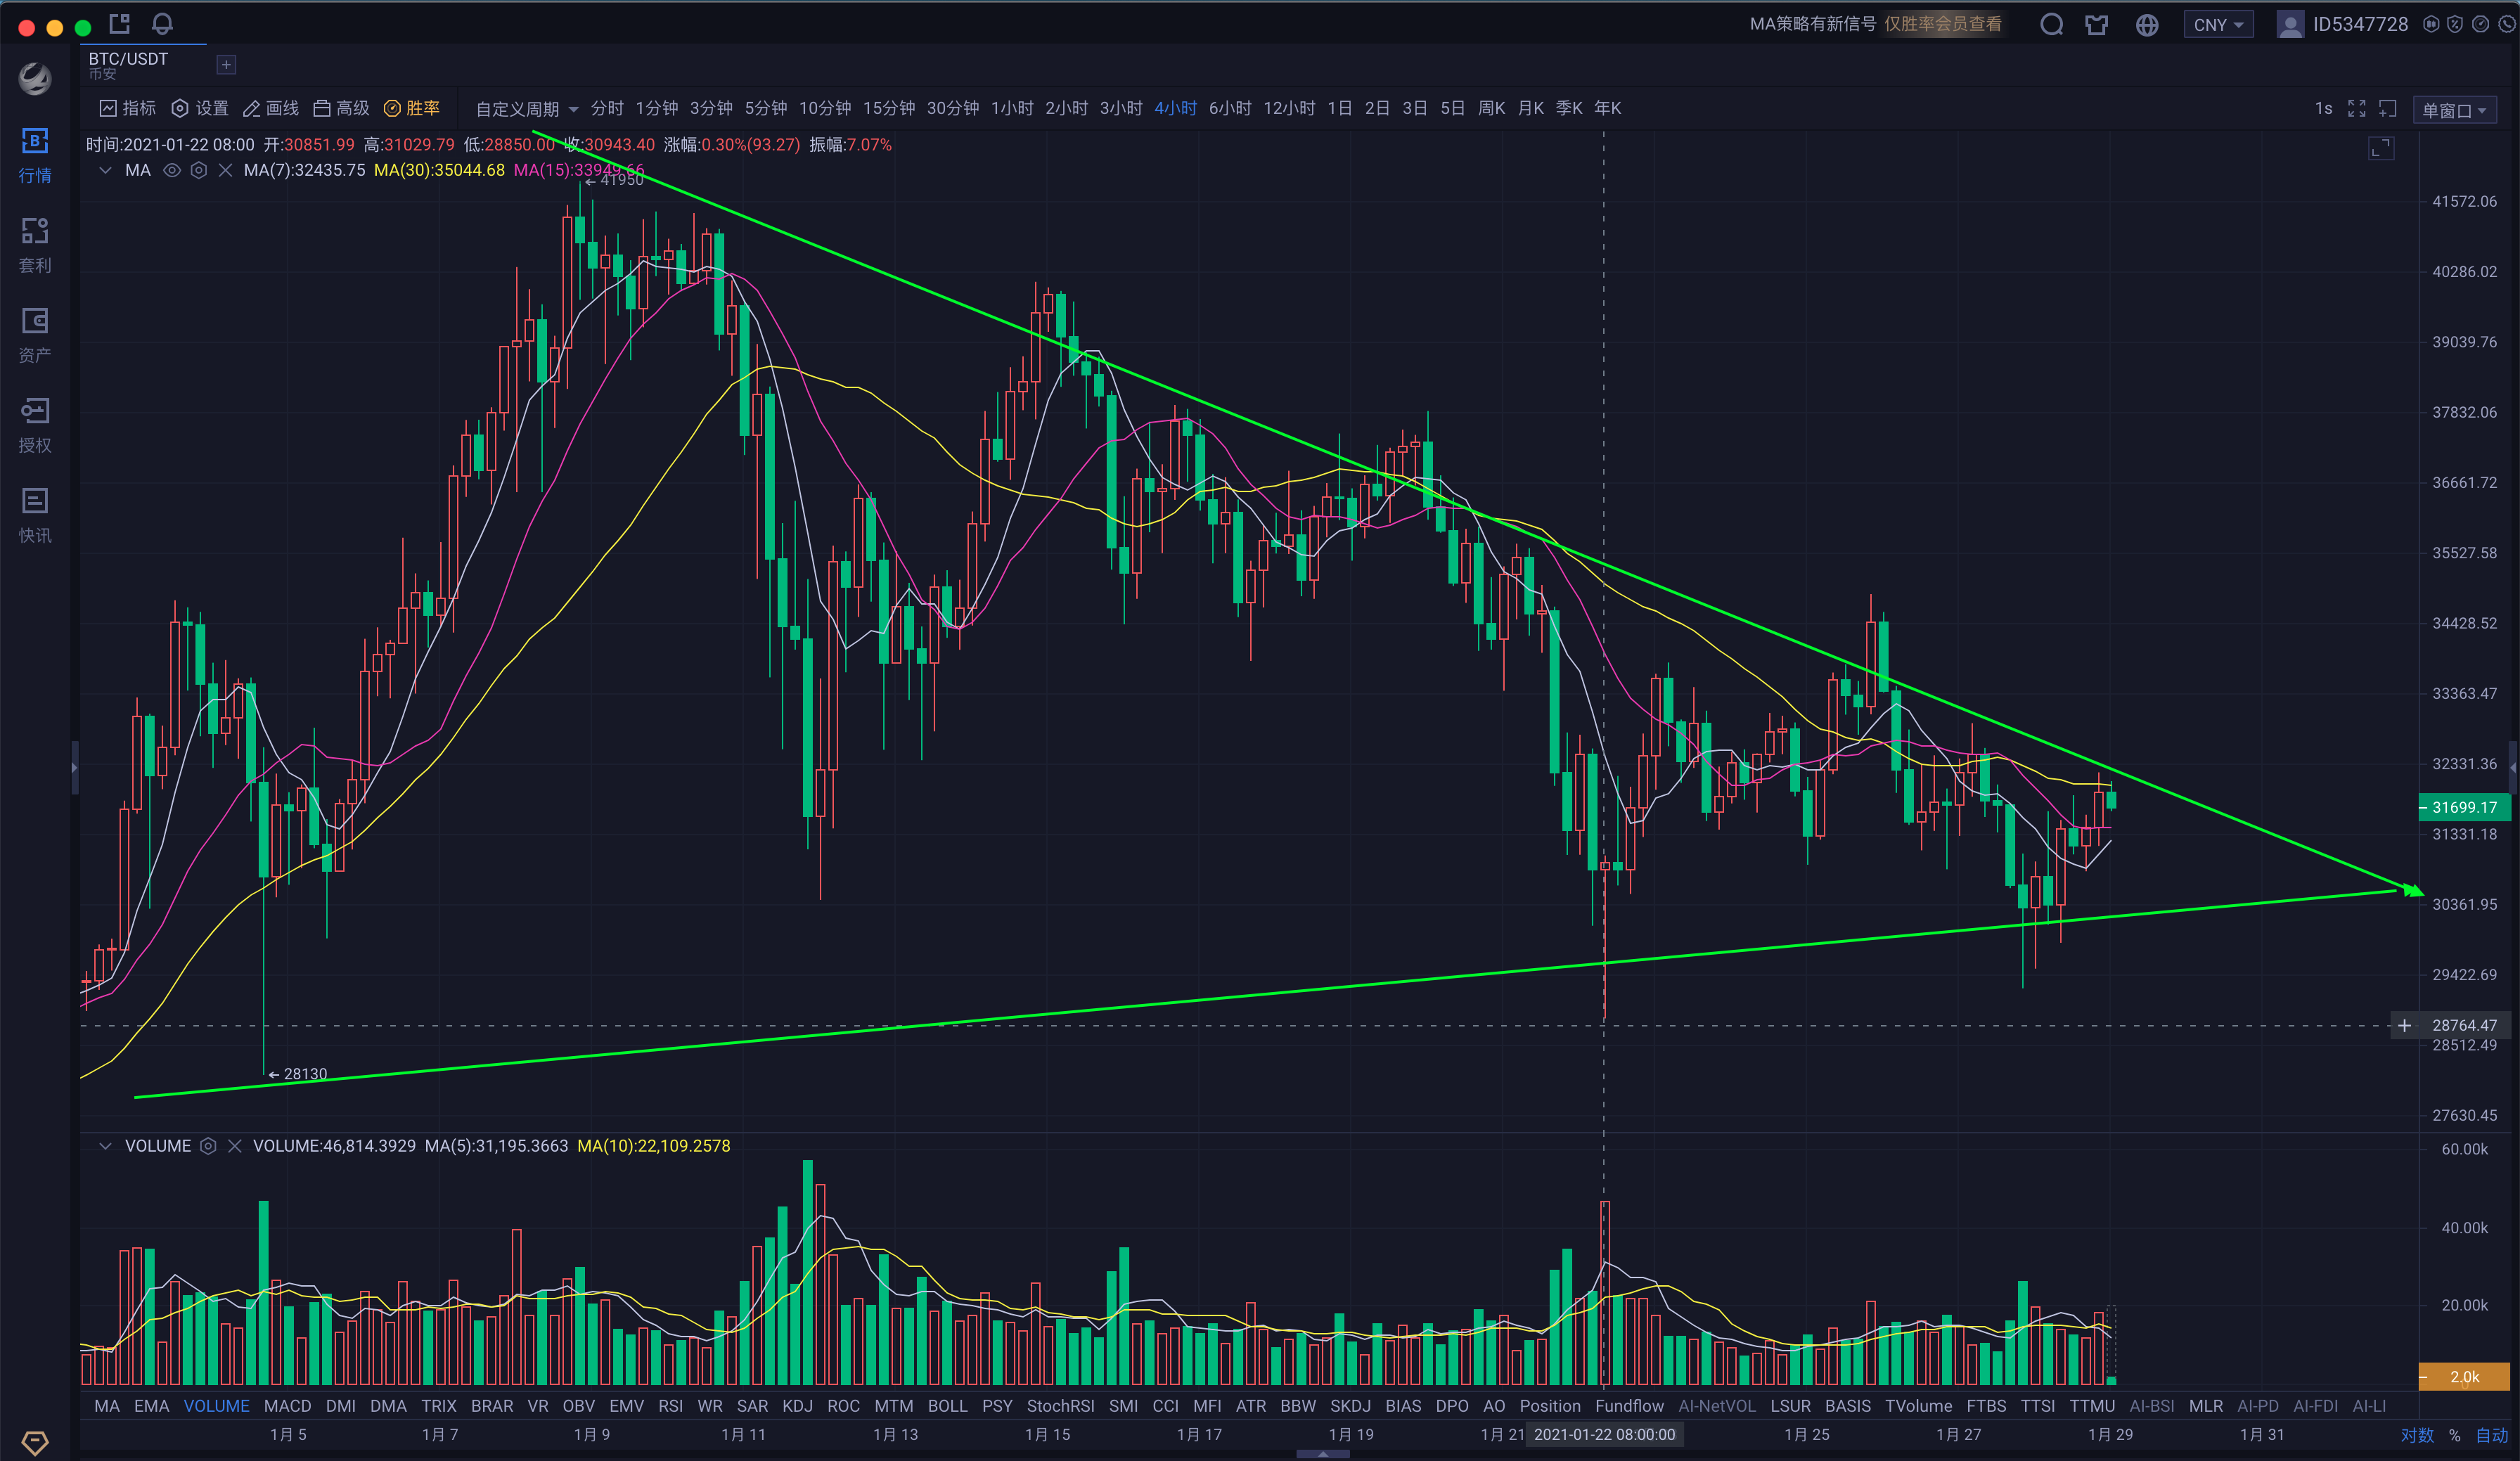 MA策略有新信号 仅胜率会员查看 CNY ID5347728
BTC/USDT
币安
行情
套利
资产
授权
快讯
指标 设置 画线 高级 胜率 自定义周期 分时 1分钟 3分钟 5分钟 10分钟 15分钟 30分钟 1小时 2小时 3小时 4小时 6小时 12小时 1日 2日 3日 5日 周K 月K 季K 年K 1s 单窗口
时间:2021-01-22 08:00 开:30851.99 高:31029.79 低:28850.00 收:30943.40 涨幅:0.30%(93.27) 振幅:7.07%
MA MA(7):32435.75 MA(30):35044.68 MA(15):33949.66
←41950
←28130
41572.06
40286.02
39039.76
37832.06
36661.72
35527.58
34428.52
33363.47
32331.36
31699.17
31331.18
30361.95
29422.69
28764.47
28512.49
27630.45
VOLUME VOLUME:46,814.3929 MA(5):31,195.3663 MA(10):22,109.2578
60.00k
40.00k
20.00k
2.0k
MA EMA VOLUME MACD DMI DMA TRIX BRAR VR OBV EMV RSI WR SAR KDJ ROC MTM BOLL PSY StochRSI SMI CCI MFI ATR BBW SKDJ BIAS DPO AO Position Fundflow AI-NetVOL LSUR BASIS TVolume FTBS TTSI TTMU AI-BSI MLR AI-PD AI-FDI AI-LI
1月 5 1月 7 1月 9 1月 11 1月 13 1月 15 1月 17 1月 19 1月 21 2021-01-22 08:00:00 1月 25 1月 27 1月 29 1月 31 对数 % 自动